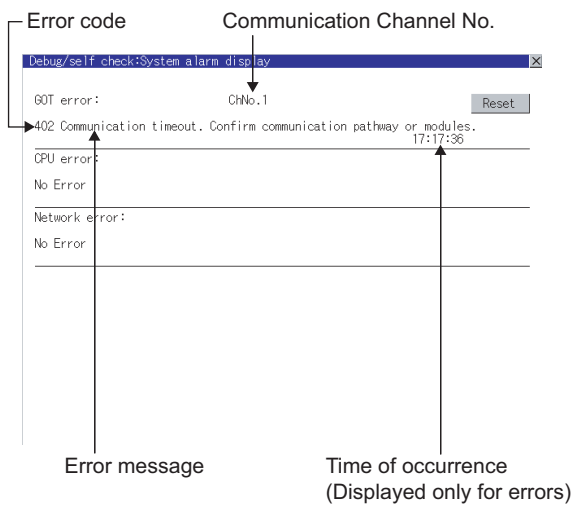 Error code Communication Channel No.
Debug/self check:System alarm display
GOT error: ChNo.1 Reset
402 Communication timeout. Confirm communication pathway or modules.
17:17:36
CPU error:
No Error
Network error:
No Error
Error message Time of occurrence
(Displayed only for errors)